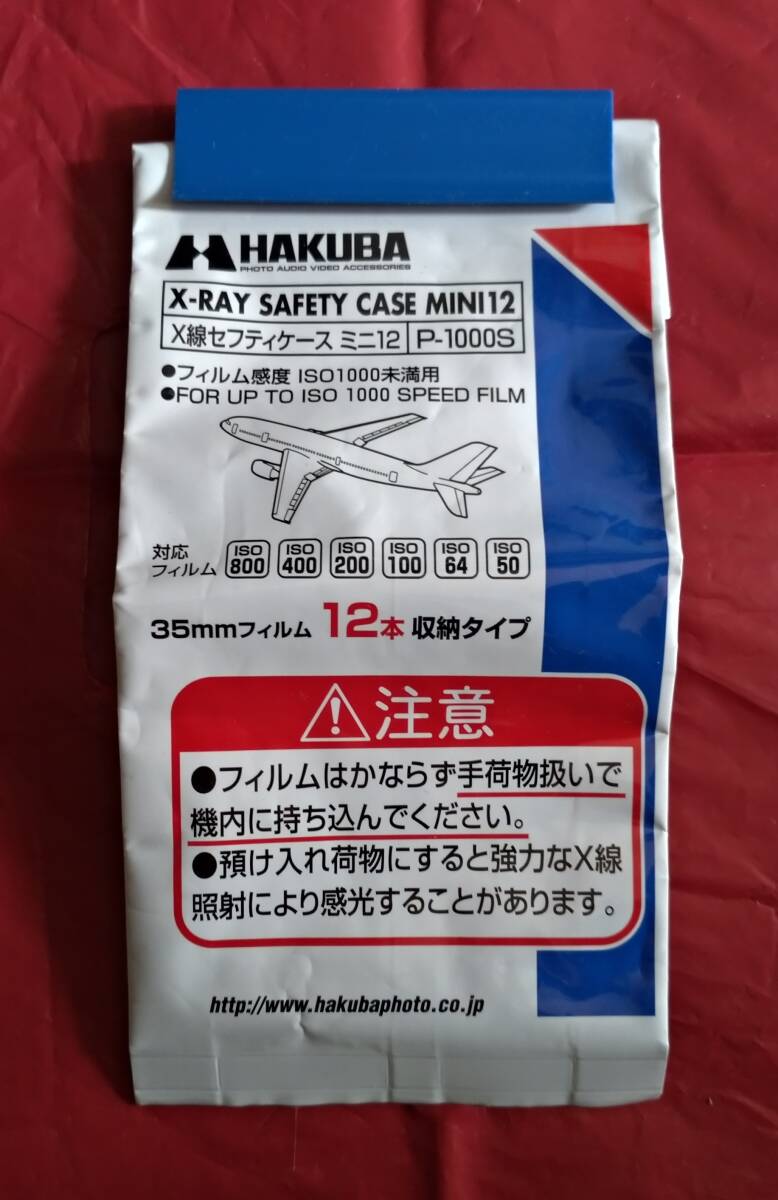 HAKUBA
PHOTO AUDIO VIDEO ACCESSORIES
X-RAY SAFETY CASE MINI12
X線セフティケース ミニ12 P-1000S
●フィルム感度 ISO1000未満用
●FOR UP TO ISO 1000 SPEED FILM
対応
フィルム ISO 800 ISO 400 ISO 200 ISO 100 ISO 64 ISO 50
35mmフィルム 12本 収納タイプ
注意
●フィルムはかならず手荷物扱いで
機内に持ち込んでください。
●預け入れ荷物にすると強力なX線
照射により感光することがあります。
http://www.hakubaphoto.co.jp